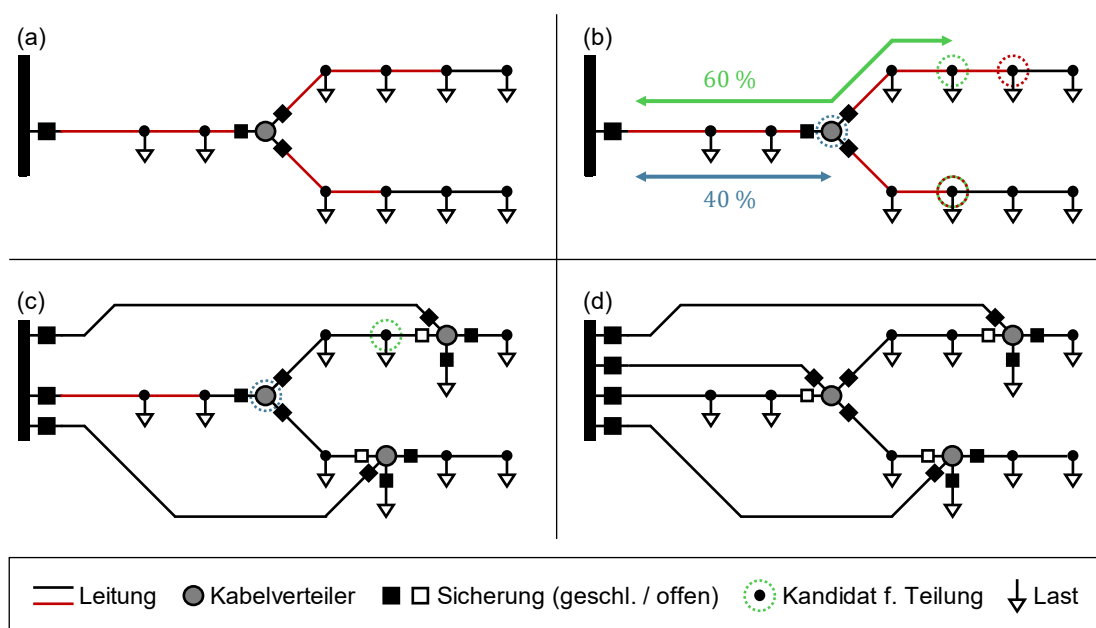 (a)
(b)
60 %
40 %
(c)
(d)
Leitung
Kabelverteiler
Sicherung (geschl. / offen)
Kandidat f. Teilung
Last